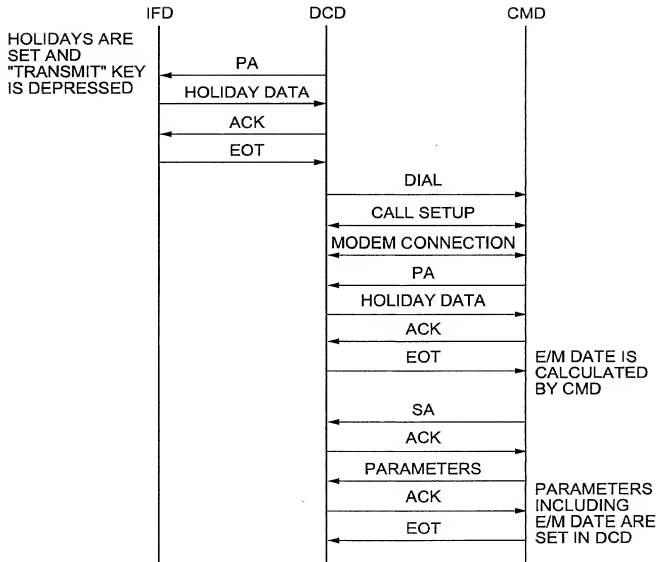 IFD DCD CMD
HOLIDAYS ARE
SET AND
"TRANSMIT" KEY
IS DEPRESSED
PA
HOLIDAY DATA
ACK
EOT
DIAL
CALL SETUP
MODEM CONNECTION
PA
HOLIDAY DATA
ACK
EOT
E/M DATE IS
CALCULATED
BY CMD
SA
ACK
PARAMETERS
ACK
EOT
PARAMETERS
INCLUDING
E/M DATE ARE
SET IN DCD